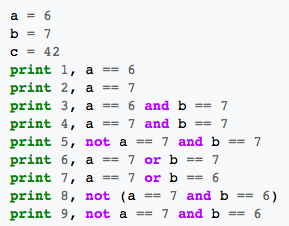 a = 6
b = 7
c = 42
print 1, a == 6
print 2, a == 7
print 3, a == 6 and b == 7
print 4, a == 7 and b == 7
print 5, not a == 7 and b == 7
print 6, a == 7 or b == 7
print 7, a == 7 or b == 6
print 8, not (a == 7 and b == 6)
print 9, not a == 7 and b == 6